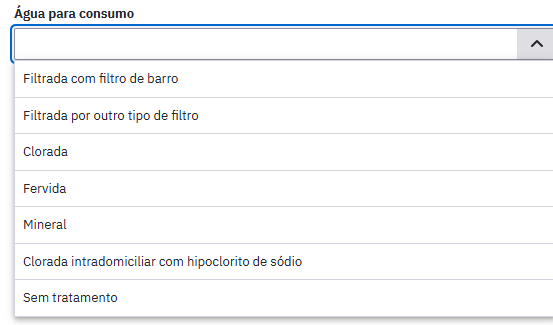 Água para consumo
Filtrada com filtro de barro
Filtrada por outro tipo de filtro
Clorada
Fervida
Mineral
Clorada intradomiciliar com hipoclorito de sódio
Sem tratamento